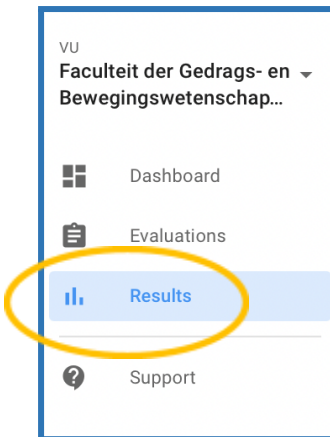 VU
Faculteit der Gedrags- en
Bewegingswetenschap...
Dashboard
Evaluations
Results
Support